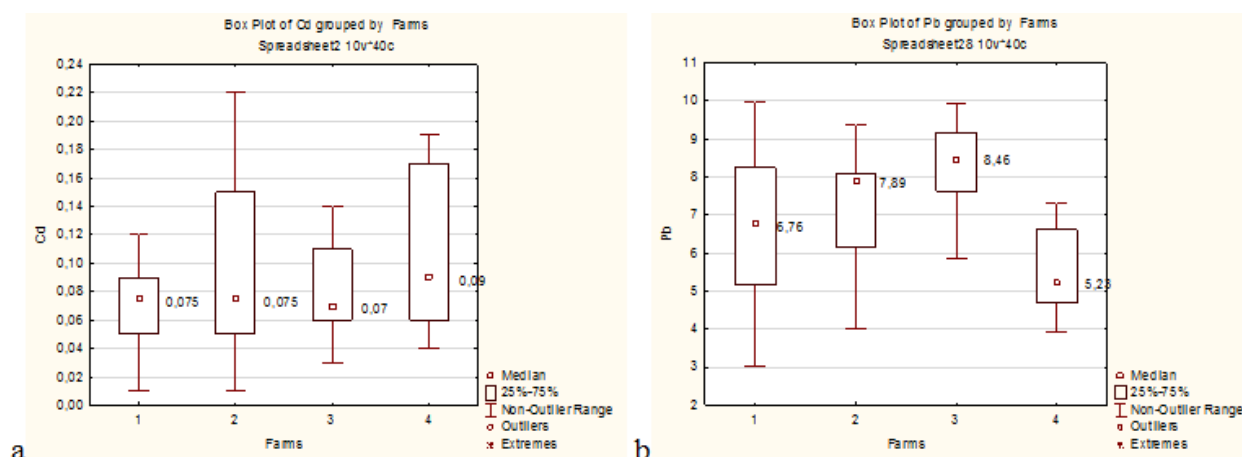 Box Plot of Cd grouped by Farms
Spreadsheet2 10v*40c
0,24
0,22
0,20
0,18
0,16
0,14
0,12
0,10
0,08
0,06
0,04
0,02
0,00
Cd
0,075
0,075
0,07
0,09
1 2 3 4
Farms
Median
25%-75%
Non-Outlier Range
Outliers
Extremes
a
Box Plot of Pb grouped by Farms
Spreadsheet28 10v*40c
11
10
9
8
7
6
5
4
3
2
Pb
6,76
7,89
8,46
5,23
1 2 3 4
Farms
Median
25%-75%
Non-Outlier Range
Outliers
Extremes
b